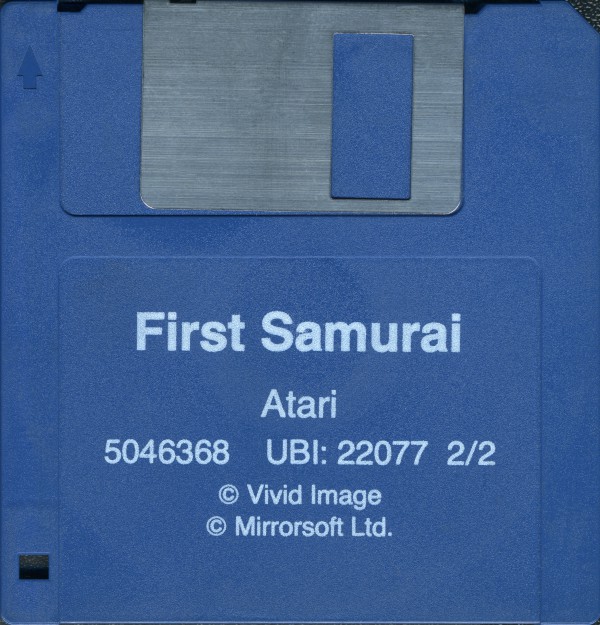 First Samurai
Atari
5046368 UBI: 22077 2/2
© Vivid Image
© Mirrorsoft Ltd.